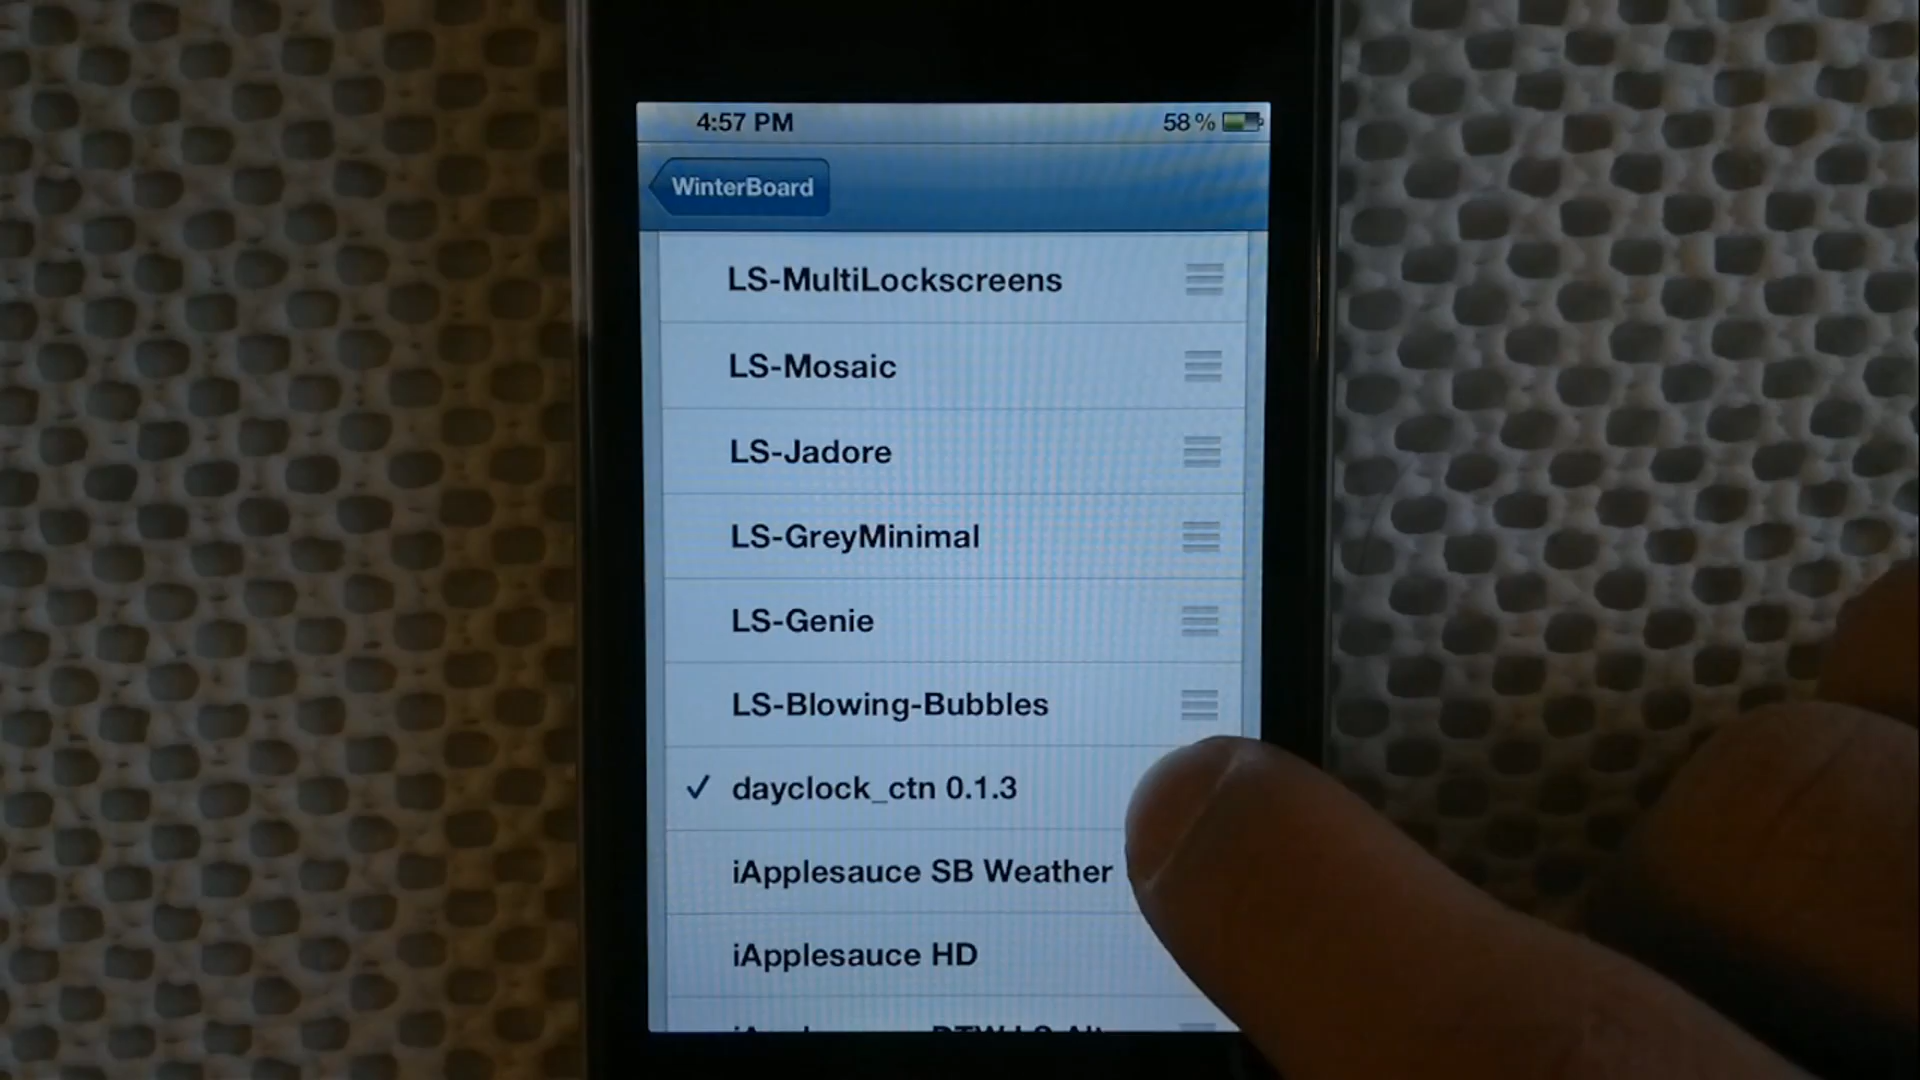 4:57 PM
58%
WinterBoard
LS-MultiLockscreens
LS-Mosaic
LS-Jadore
LS-GreyMinimal
LS-Genie
LS-Blowing-Bubbles
dayclock_ctn 0.1.3
iApplesauce SB Weather
iApplesauce HD